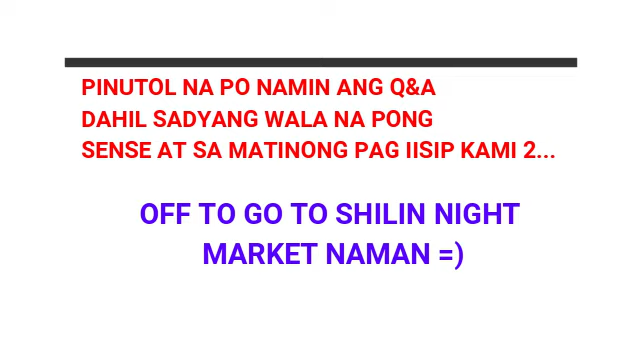 PINUTOL NA PO NAMIN ANG Q&A
DAHIL SADYANG WALA NA PONG
SENSE AT SA MATINONG PAG IISIP KAMI 2...
OFF TO GO TO SHILIN NIGHT
MARKET NAMAN =)